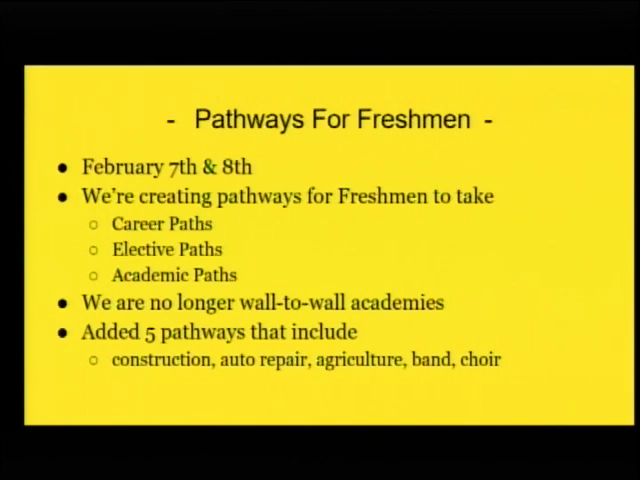 - Pathways For Freshmen -
● February 7th & 8th
● We're creating pathways for Freshmen to take
○ Career Paths
○ Elective Paths
○ Academic Paths
● We are no longer wall-to-wall academies
● Added 5 pathways that include
○ construction, auto repair, agriculture, band, choir